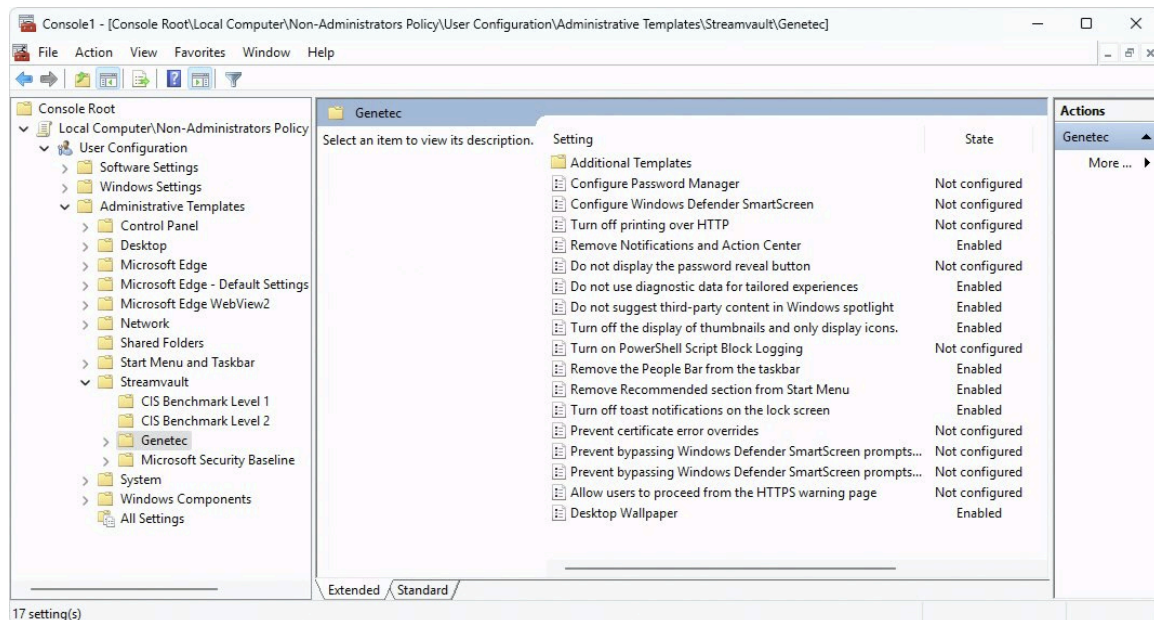 Console1 - [Console Root\Local Computer\Non-Administrators Policy\User Configuration\Administrative Templates\Streamvault\Genetec]
File Action View Favorites Window Help
Console Root
Local Computer\Non-Administrators Policy
User Configuration
Software Settings
Windows Settings
Administrative Templates
Control Panel
Desktop
Microsoft Edge
Microsoft Edge - Default Settings
Microsoft Edge WebView2
Network
Shared Folders
Start Menu and Taskbar
Streamvault
CIS Benchmark Level 1
CIS Benchmark Level 2
Genetec
Microsoft Security Baseline
System
Windows Components
All Settings
Genetec
Select an item to view its description.
Setting State
Additional Templates
Configure Password Manager Not configured
Configure Windows Defender SmartScreen Not configured
Turn off printing over HTTP Not configured
Remove Notifications and Action Center Enabled
Do not display the password reveal button Not configured
Do not use diagnostic data for tailored experiences Enabled
Do not suggest third-party content in Windows spotlight Enabled
Turn off the display of thumbnails and only display icons. Enabled
Turn on PowerShell Script Block Logging Not configured
Remove the People Bar from the taskbar Enabled
Remove Recommended section from Start Menu Enabled
Turn off toast notifications on the lock screen Enabled
Prevent certificate error overrides Not configured
Prevent bypassing Windows Defender SmartScreen prompts... Not configured
Prevent bypassing Windows Defender SmartScreen prompts... Not configured
Allow users to proceed from the HTTPS warning page Not configured
Desktop Wallpaper Enabled
Extended Standard
Actions
Genetec
More ...
17 setting(s)